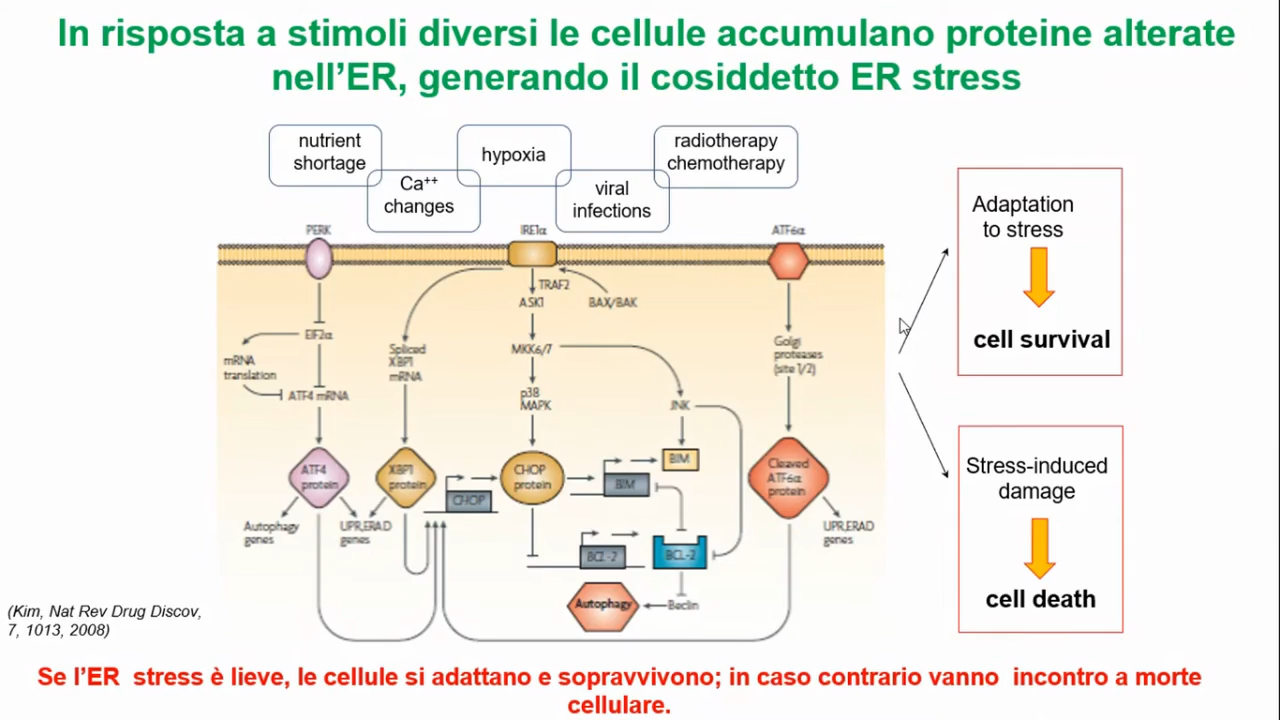 In risposta a stimoli diversi le cellule accumulano proteine alterate
nell'ER, generando il cosiddetto ER stress
nutrient
shortage
Ca++
changes
hypoxia
viral
infections
radiotherapy
chemotherapy
PERK
IRE1α
ATF6α
TRAF2
ASK1
BAX/BAK
EIF2α
mRNA
translation
ATF4 mRNA
Spliced
XBP1
mRNA
MKK6/7
p38
MAPK
JNK
Golgi
proteases
(site 1/2)
ATF4
protein
XBP1
protein
CHOP
CHOP
protein
BIM
BIM
Cleaved
ATF6α
protein
Autophagy
genes
UPR,ERAD
genes
UPR,ERAD
genes
BCL-2
BCL-2
Autophagy
Beclin
Adaptation
to stress
cell survival
Stress-induced
damage
cell death
(Kim, Nat Rev Drug Discov,
7, 1013, 2008)
Se l'ER stress è lieve, le cellule si adattano e sopravvivono; in caso contrario vanno incontro a morte
cellulare.